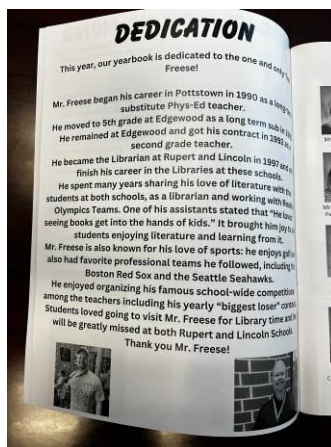 DEDICATION
This year, our yearbook is dedicated to the one and only
Freese!
Mr. Freese began his career in Pottstown in 1990 as a long-
substitute Phys-Ed teacher.
He moved to 5th grade at Edgewood as a long term sub in
He remained at Edgewood and got his contract in 1992 as
second grade teacher.
He became the Librarian at Rupert and Lincoln in 1997 and
finish his career in the Libraries at these schools.
He spent many years sharing his love of literature with the
students at both schools, as a librarian and working with
Olympics Teams. One of his assistants stated that "He loves
seeing books get into the hands of kids." It brought him joy to
students enjoying literature and learning from it.
Mr. Freese is also known for his love of sports: he enjoys golf
also had favorite professional teams he followed, including the
Boston Red Sox and the Seattle Seahawks.
He enjoyed organizing his famous school-wide competitions
among the teachers including his yearly "biggest loser"
Students loved going to visit Mr. Freese for Library time and
will be greatly missed at both Rupert and Lincoln Schools.
Thank you Mr. Freese!